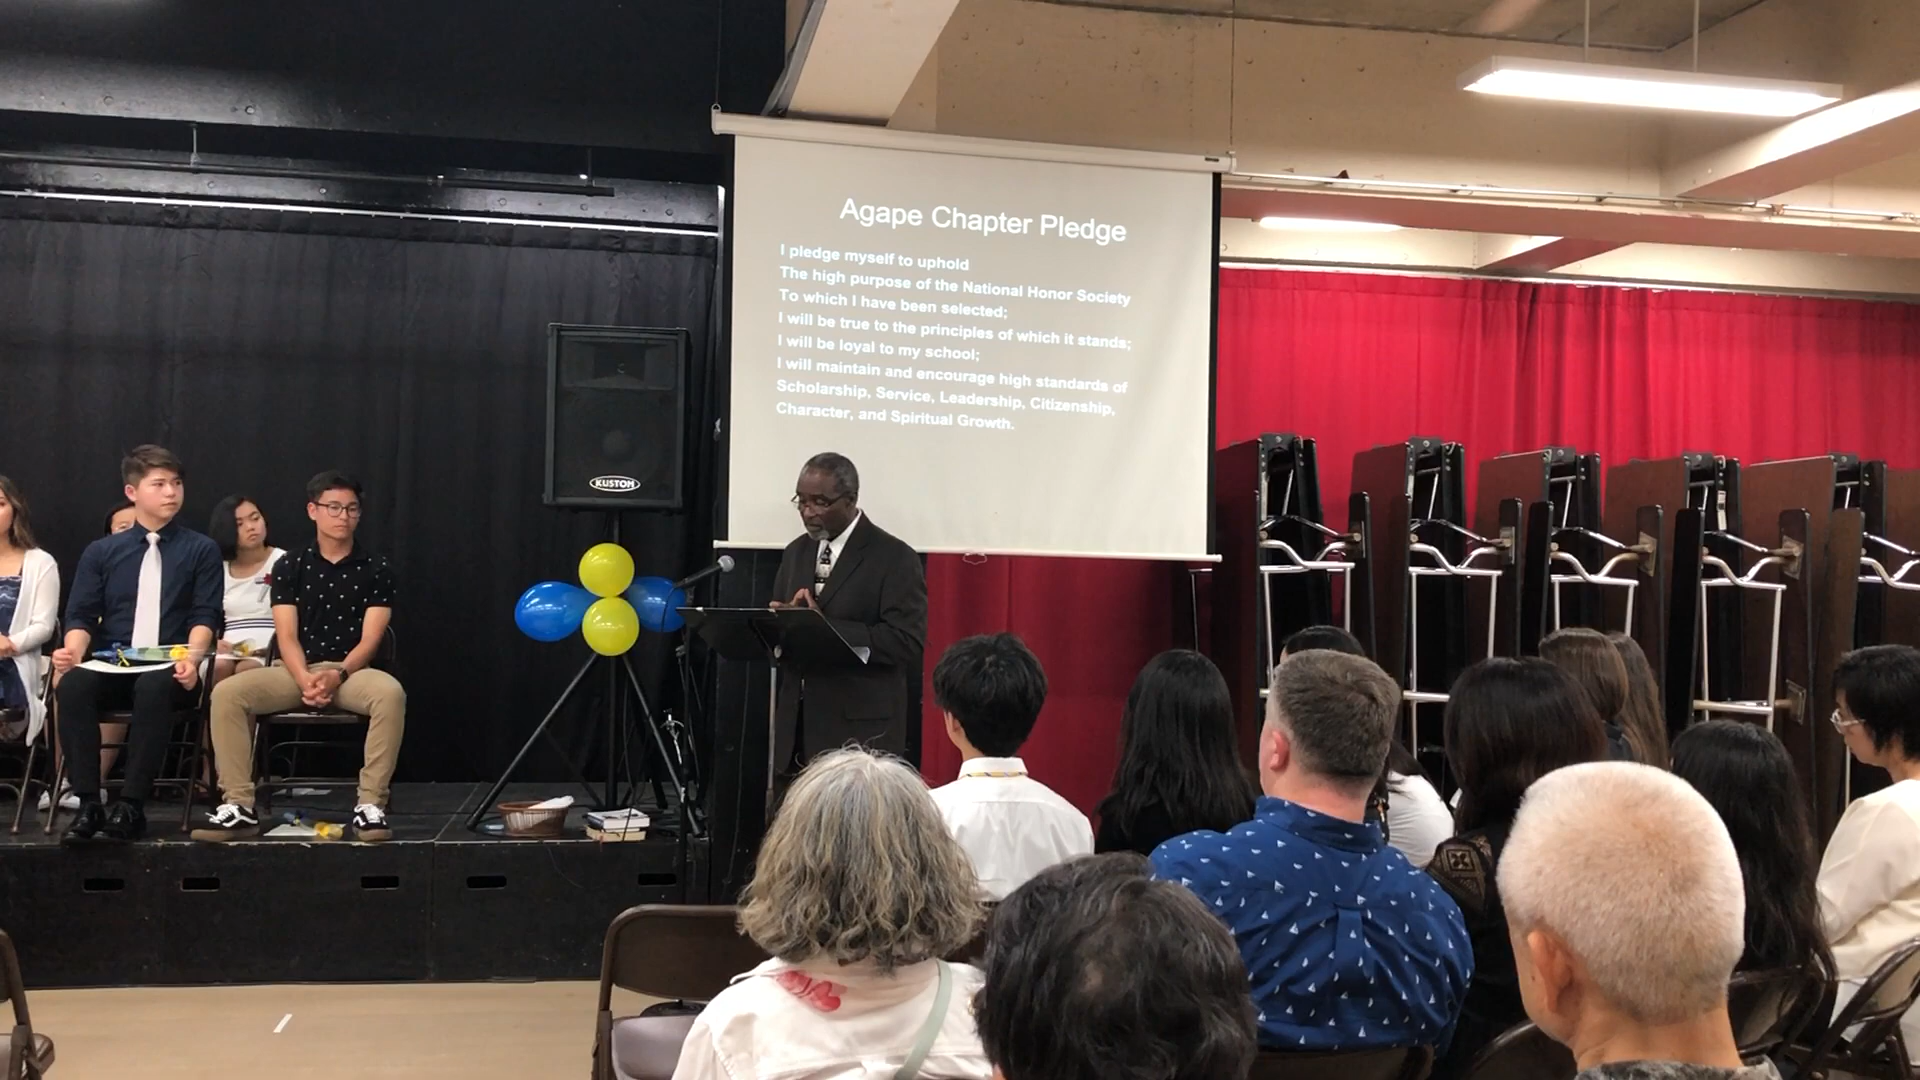 Agape Chapter Pledge
I pledge myself to uphold
The high purpose of the National Honor Society
To which I have been selected;
I will be true to the principles of which it stands;
I will be loyal to my school;
I will maintain and encourage high standards of
Scholarship, Service, Leadership, Citizenship,
Character, and Spiritual Growth.
KUSTOM